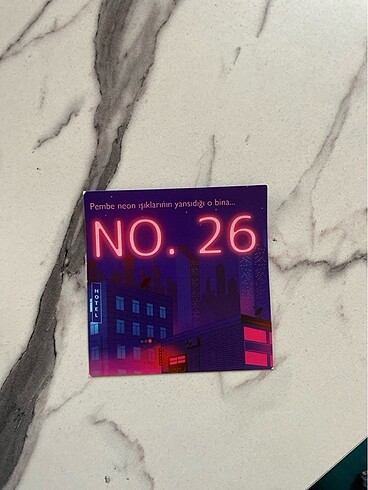 Pembe neon ışıklarının yansıdığı o bina...
NO. 26
HOTEL